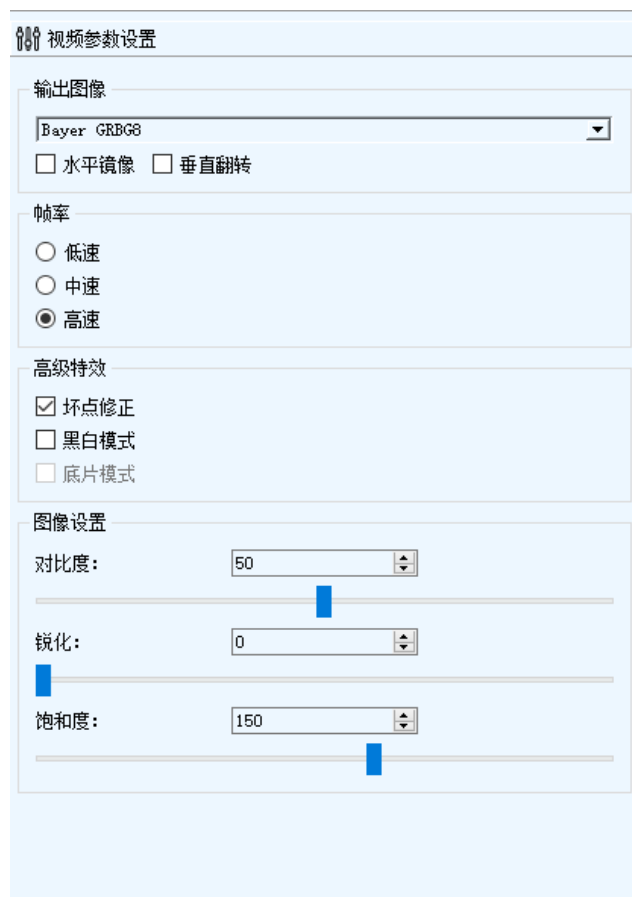 视频参数设置
输出图像
Bayer GRBG8
水平镜像 垂直翻转
帧率
低速
中速
高速
高级特效
坏点修正
黑白模式
底片模式
图像设置
对比度: 50
锐化: 0
饱和度: 150